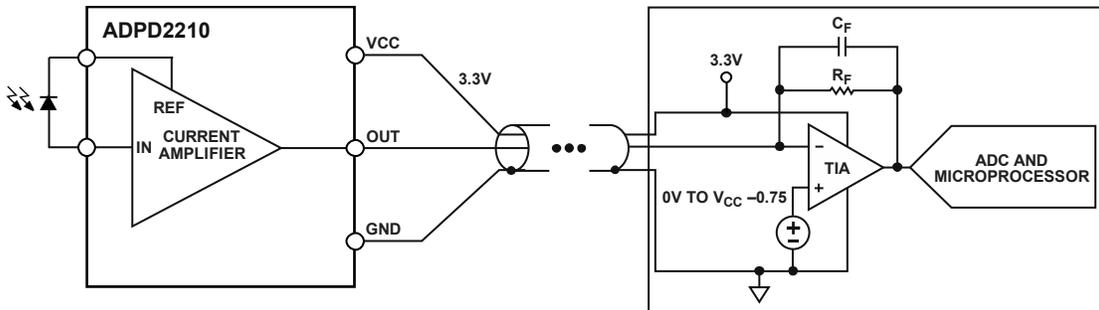 ADPD2210
VCC
3.3V
REF
IN
CURRENT
AMPLIFIER
OUT
GND
3.3V
CF
RF
−
TIA
+
0V TO VCC –0.75
+
−
ADC AND
MICROPROCESSOR